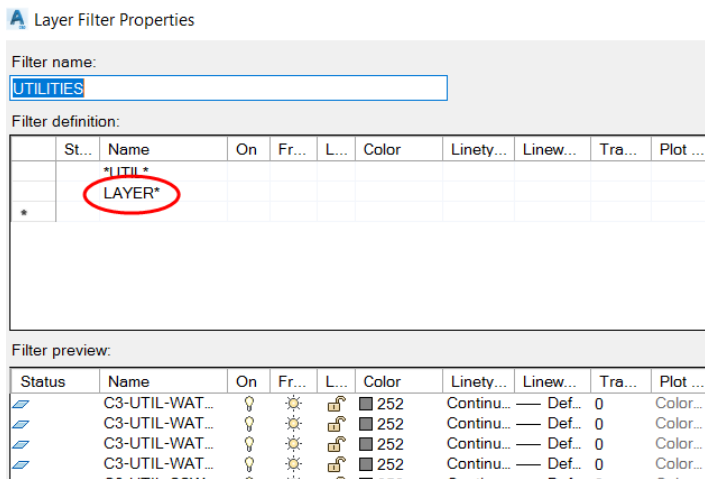 Layer Filter Properties
Filter name:
UTILITIES
Filter definition:
St... Name On Fr... L... Color Linety... Linew... Tra... Plot ...
*UTIL*
LAYER*
*
Filter preview:
Status Name On Fr... L... Color Linety... Linew... Tra... Plot ...
C3-UTIL-WAT... 252 Continu... Def... 0 Color...
C3-UTIL-WAT... 252 Continu... Def... 0 Color...
C3-UTIL-WAT... 252 Continu... Def... 0 Color...
C3-UTIL-WAT... 252 Continu... Def... 0 Color...